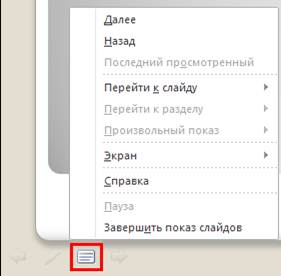 Далее
Назад
Последний просмотренный
Перейти к слайду
Перейти к разделу
Произвольный показ
Экран
Справка
Пауза
Завершить показ слайдов